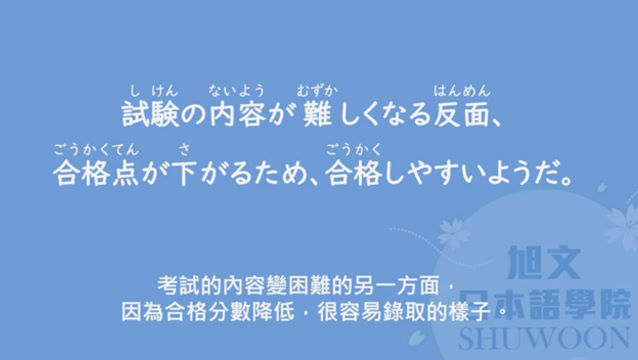 し けん ないよう むずか はんめん
試験の内容が難しくなる反面、
ごうかくてん さ ごうかく
合格点が下がるため、合格しやすいようだ。
考試的內容變困難的另一方面，
因為合格分數降低，很容易錄取的樣子。
旭文
日本語學院
SHUWOON